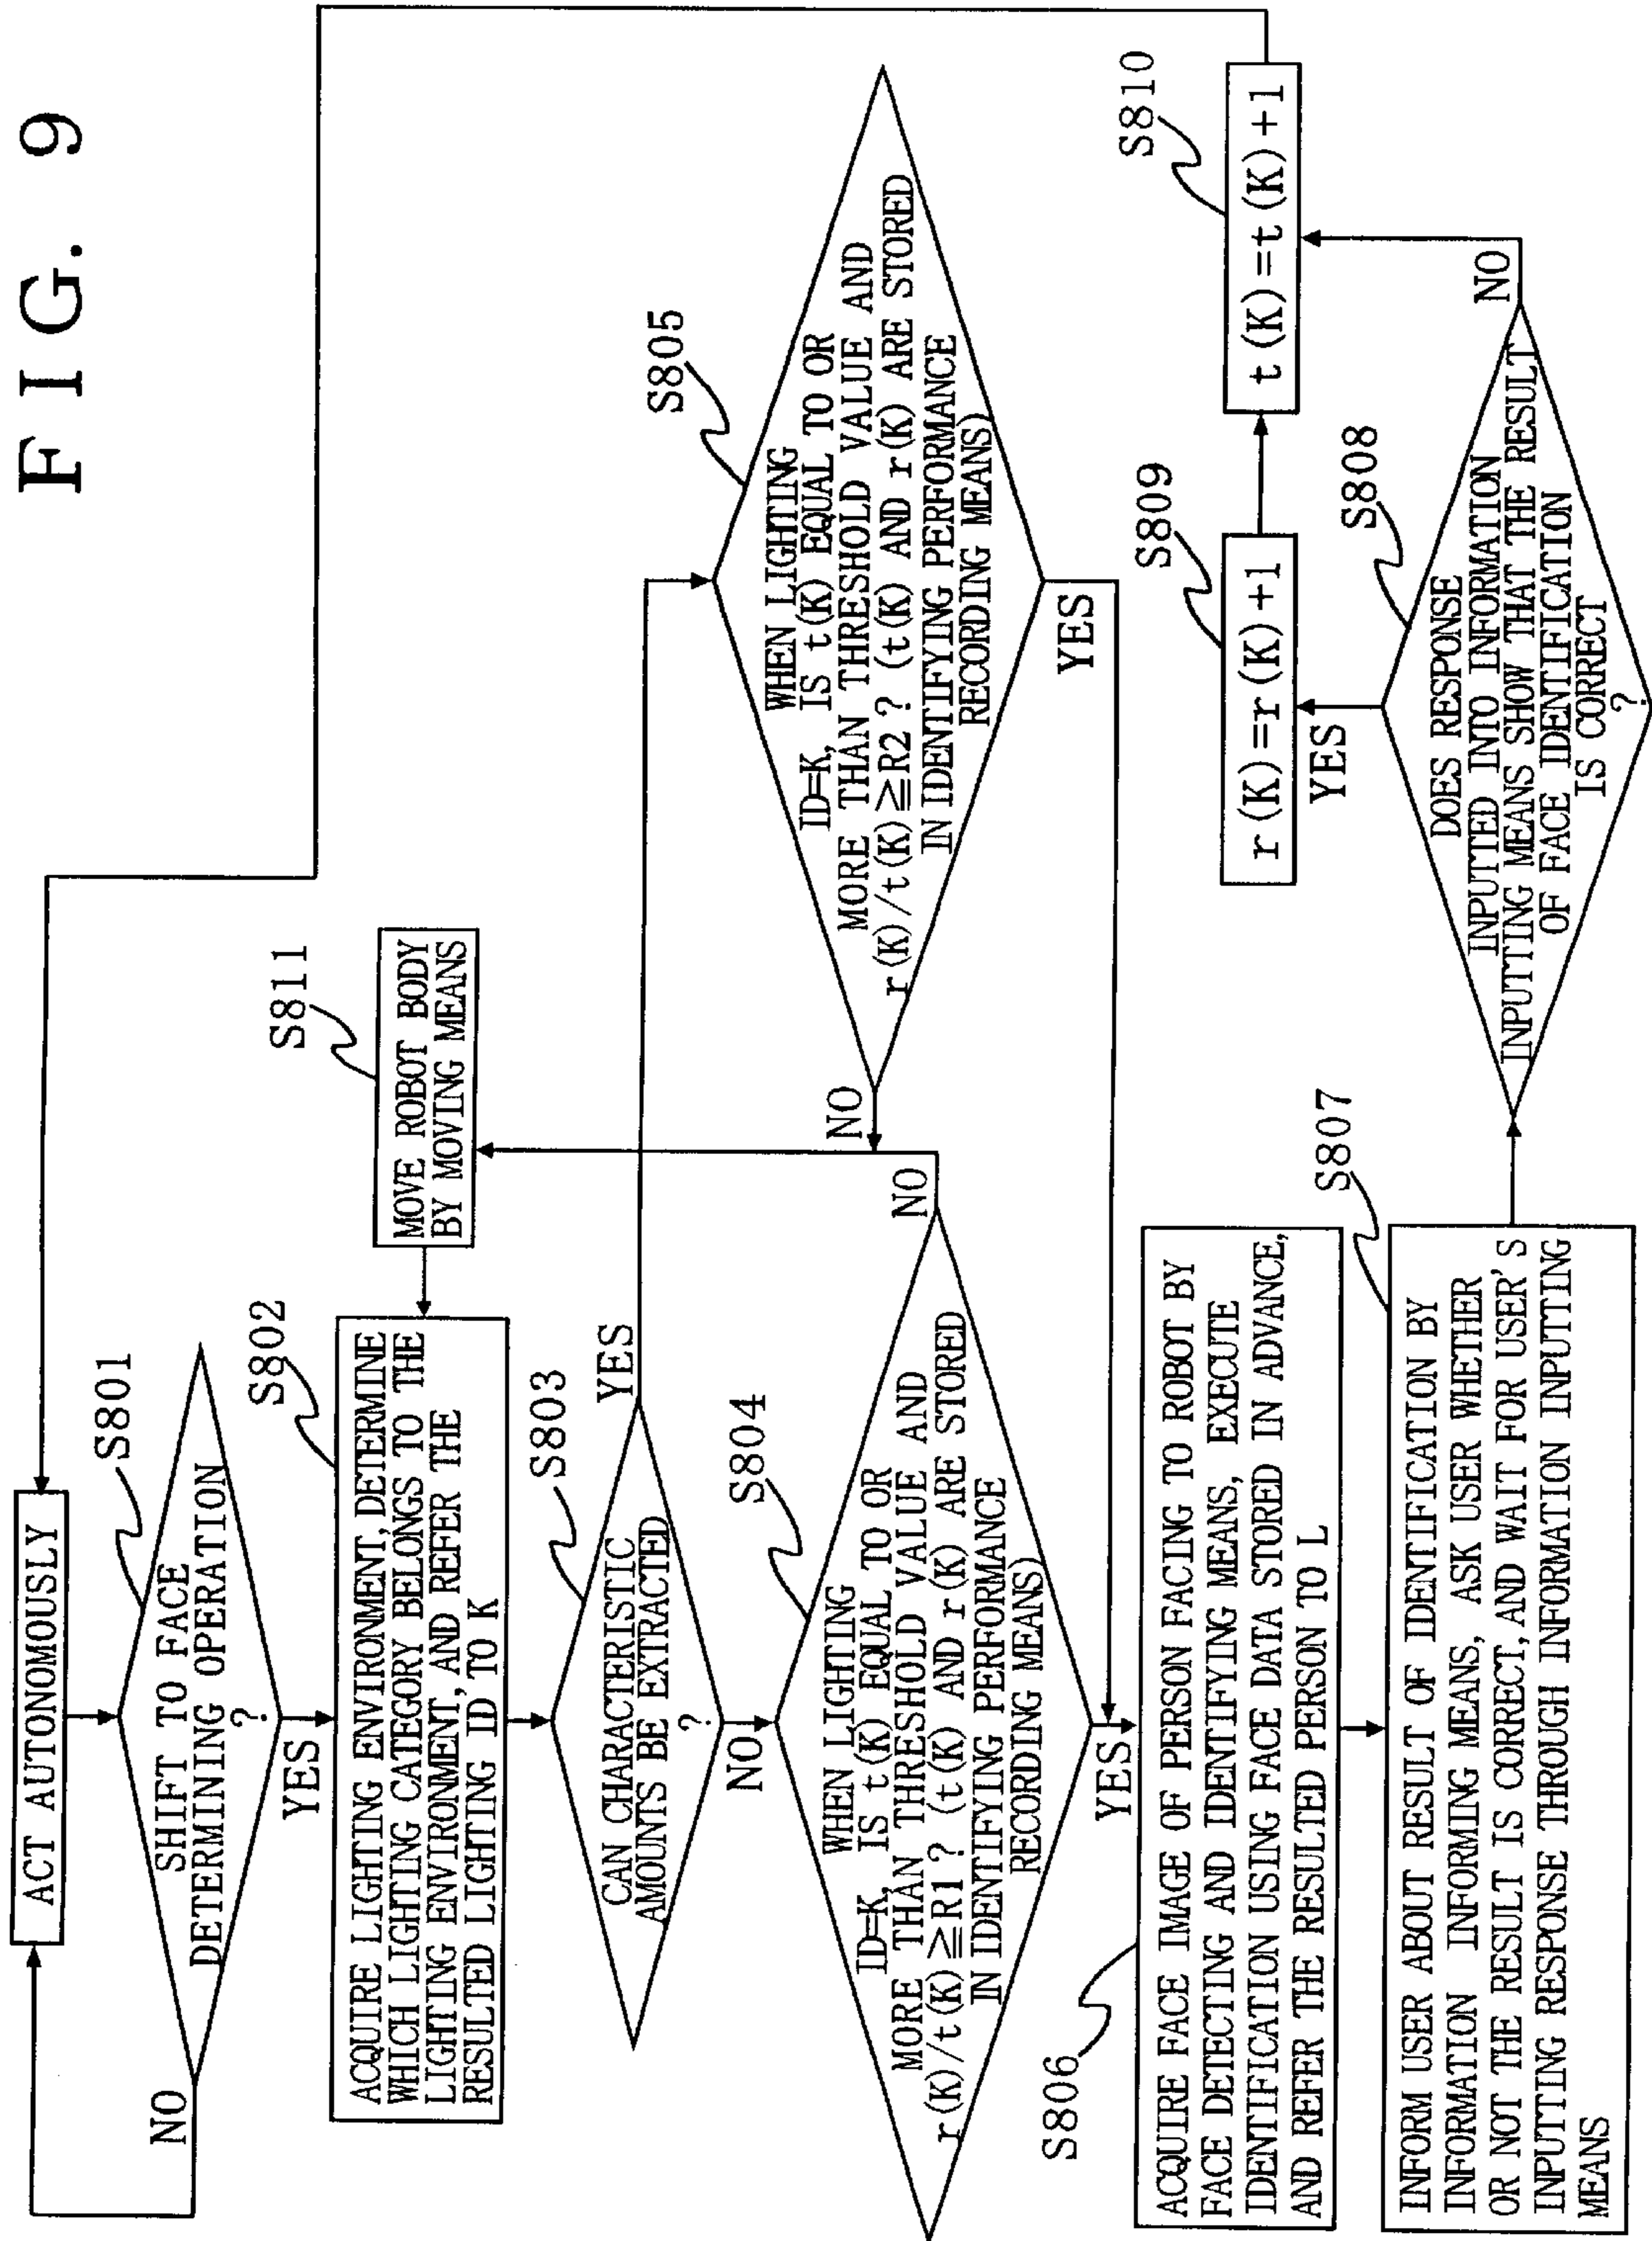 F I G. 9
ACT AUTONOMOUSLY
S801
SHIFT TO FACE
DETERMINING OPERATION
?
NO
YES
S802
ACQUIRE LIGHTING ENVIRONMENT, DETERMINE
WHICH LIGHTING CATEGORY BELONGS TO THE
LIGHTING ENVIRONMENT, AND REFER THE
RESULTED LIGHTING ID TO K
S811
MOVE ROBOT BODY
BY MOVING MEANS
S803
CAN CHARACTERISTIC
AMOUNTS BE EXTRACTED
?
YES
NO
S804
WHEN LIGHTING
ID=K, IS t(K) EQUAL TO OR
MORE THAN THRESHOLD VALUE AND
r(K)/t(K)≧R1? (t(K) AND r(K) ARE STORED
IN IDENTIFYING PERFORMANCE
RECORDING MEANS)
NO
YES
S805
WHEN LIGHTING
ID=K, IS t(K) EQUAL TO OR
MORE THAN THRESHOLD VALUE AND
r(K)/t(K)≧R2? (t(K) AND r(K) ARE STORED
IN IDENTIFYING PERFORMANCE
RECORDING MEANS)
NO
YES
S806
ACQUIRE FACE IMAGE OF PERSON FACING TO ROBOT BY
FACE DETECTING AND IDENTIFYING MEANS, EXECUTE
IDENTIFICATION USING FACE DATA STORED IN ADVANCE,
AND REFER THE RESULTED PERSON TO L
S807
INFORM USER ABOUT RESULT OF IDENTIFICATION BY
INFORMATION INFORMING MEANS, ASK USER WHETHER
OR NOT THE RESULT IS CORRECT, AND WAIT FOR USER'S
INPUTING RESPONSE THROUGH INFORMATION INPUTING
MEANS
S808
DOES RESPONSE
INPUTTED INTO INFORMATION
INPUTTING MEANS SHOW THAT THE RESULT
OF FACE IDENTIFICATION
IS CORRECT
?
YES
NO
S809
r(K)=r(K)+1
S810
t(K)=t(K)+1